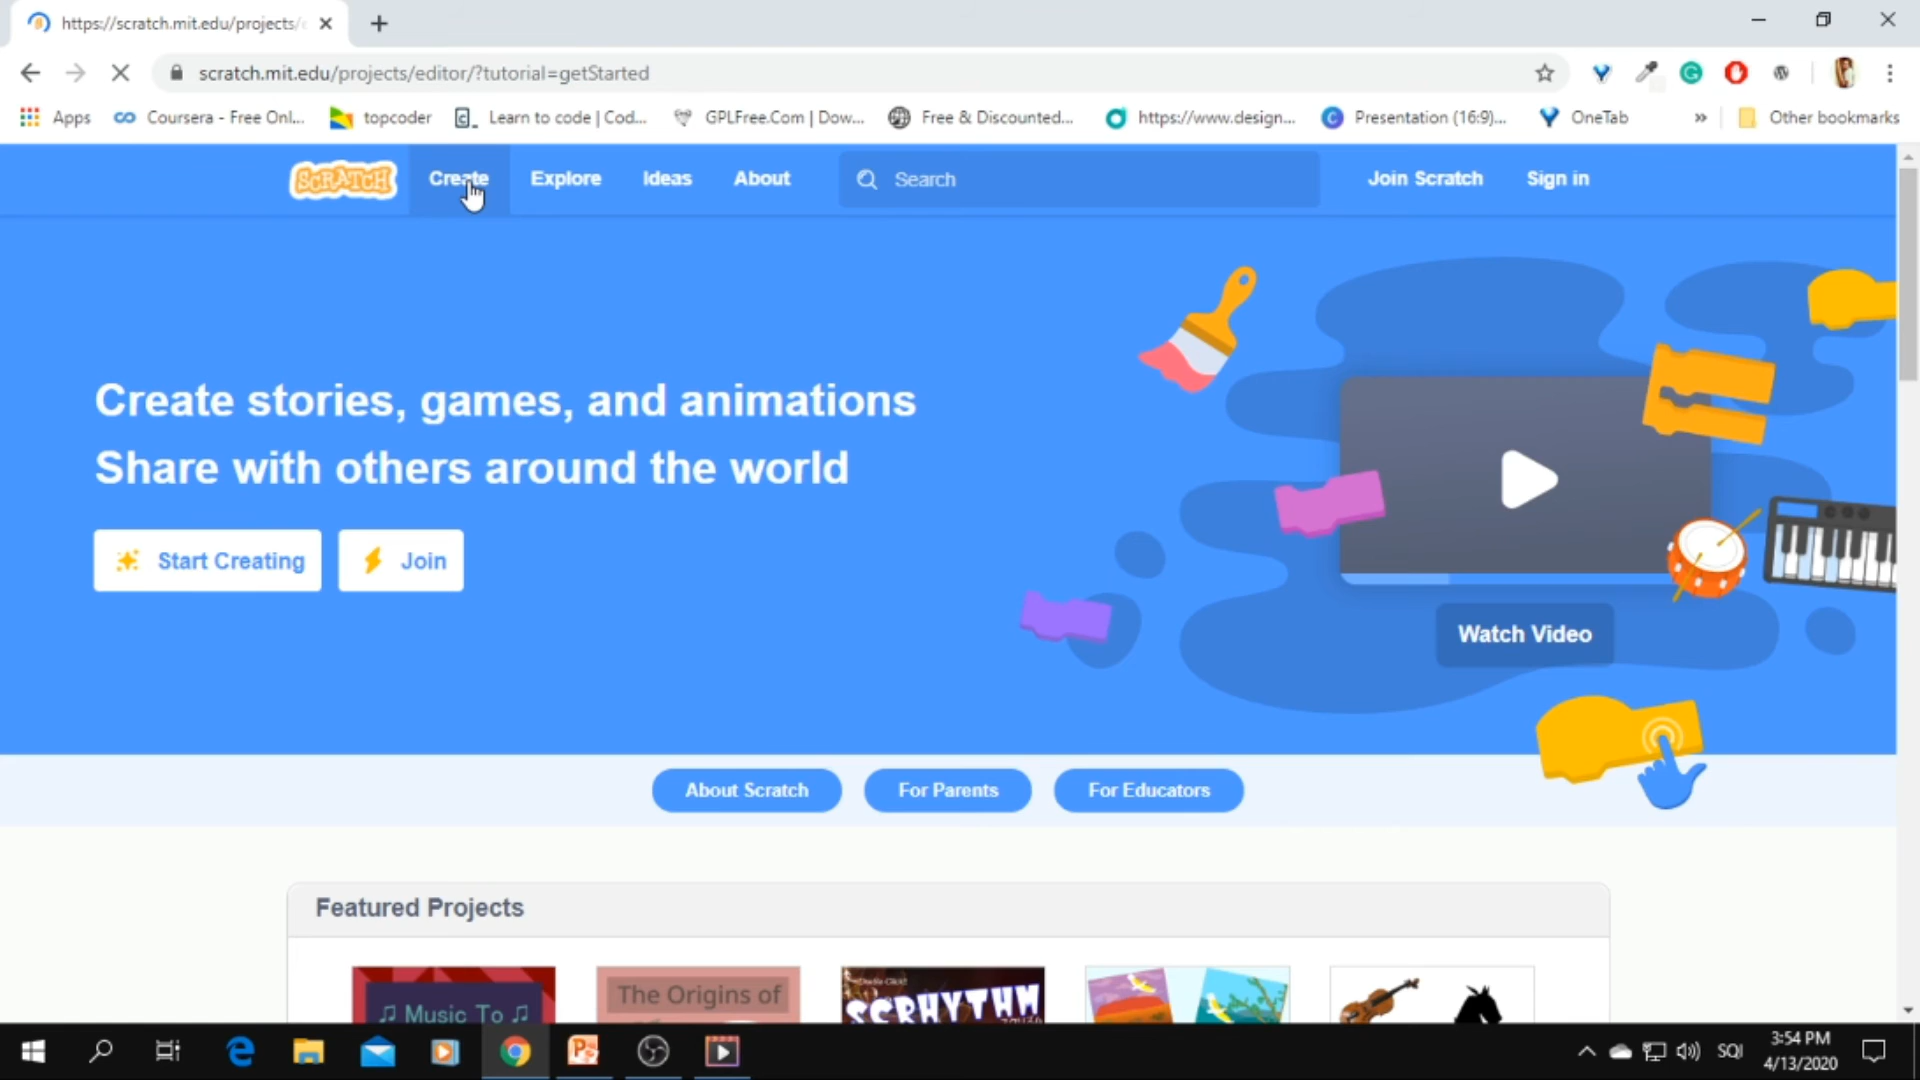 https://scratch.mit.edu/projects/
scratch.mit.edu/projects/editor/?tutorial=getStarted
Apps
Coursera - Free Onl...
topcoder
Learn to code | Cod...
GPLFree.Com | Dow...
Free & Discounted...
https://www.design...
Presentation (16:9)...
OneTab
»
Other bookmarks
SCRATCH
Create
Explore
Ideas
About
Search
Join Scratch
Sign in
Create stories, games, and animations
Share with others around the world
Start Creating
Join
Watch Video
About Scratch
For Parents
For Educators
Featured Projects
♫ Music To ♫
The Origins of
SCRHYTHM
SQI
3:54 PM
4/13/2020